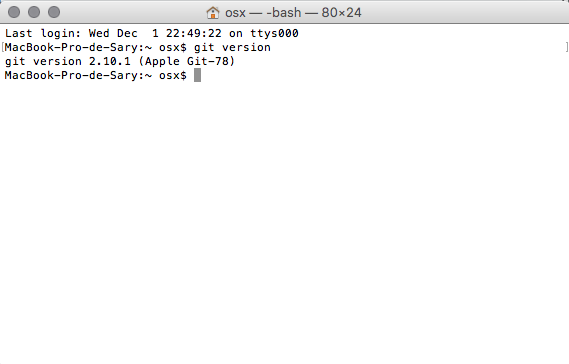 osx — -bash — 80×24
Last login: Wed Dec  1 22:49:22 on ttys000
[MacBook-Pro-de-Sary:~ osx$ git version]
git version 2.10.1 (Apple Git-78)
MacBook-Pro-de-Sary:~ osx$